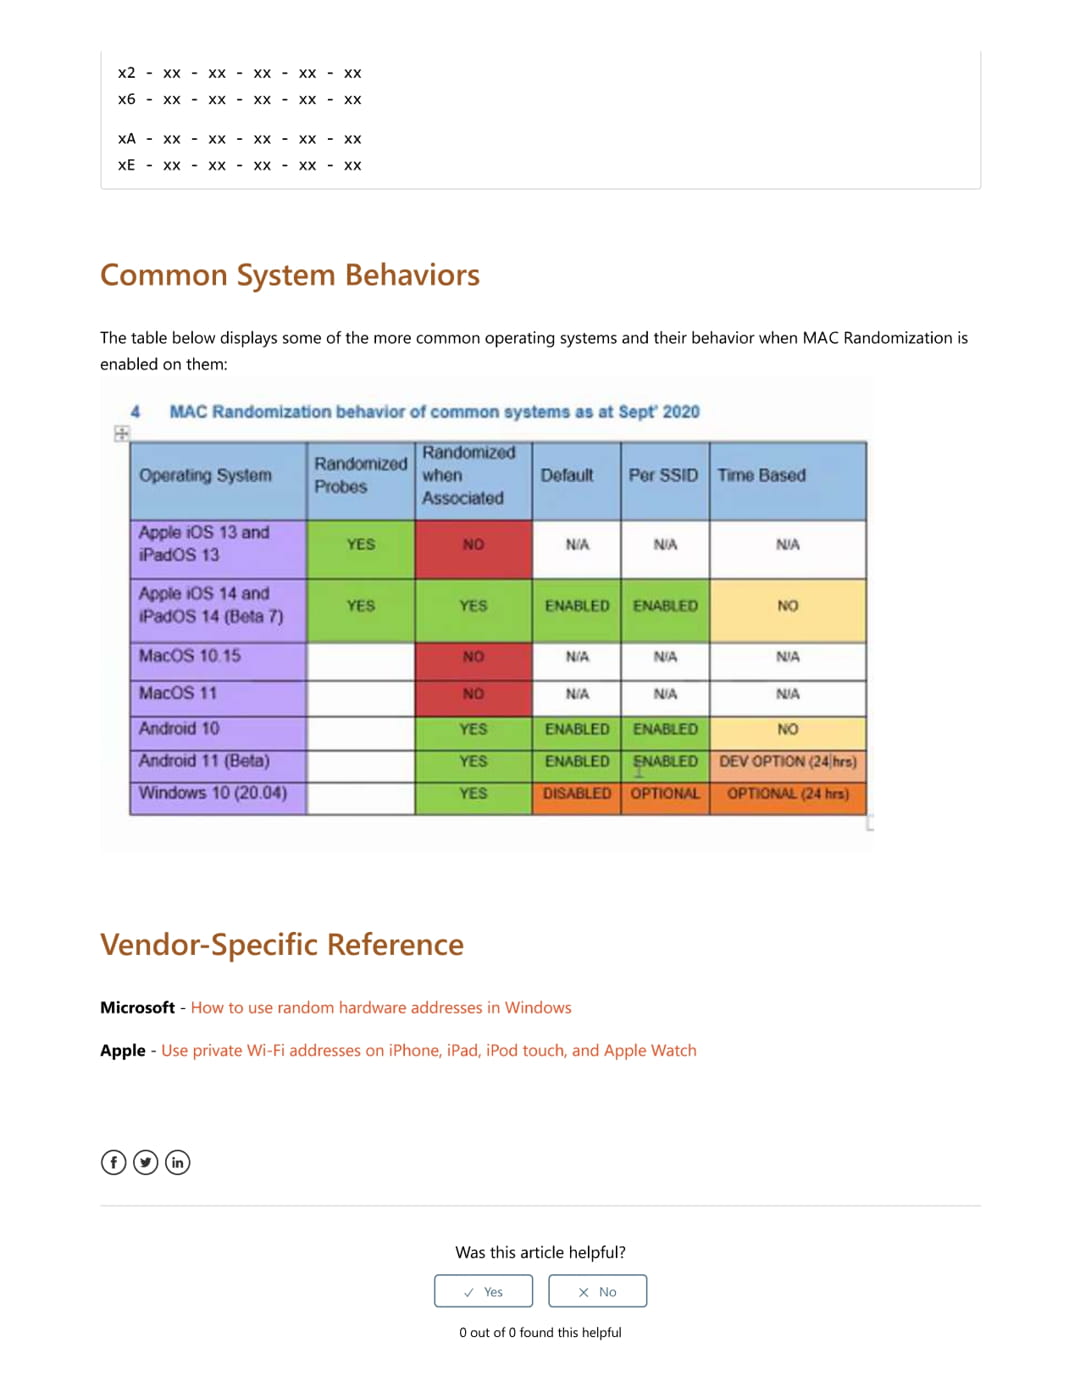 x2 - xx - xx - xx - xx - xx
x6 - xx - xx - xx - xx - xx
xA - xx - xx - xx - xx - xx
xE - xx - xx - xx - xx - xx
Common System Behaviors
The table below displays some of the more common operating systems and their behavior when MAC Randomization is
enabled on them:
4 MAC Randomization behavior of common systems as at Sept' 2020
Operating System
Randomized
Probes
Randomized
when
Associated
Default
Per SSID
Time Based
Apple iOS 13 and
iPadOS 13
YES
NO
N/A
N/A
N/A
Apple iOS 14 and
iPadOS 14 (Beta 7)
YES
YES
ENABLED
ENABLED
NO
MacOS 10.15
NO
N/A
N/A
N/A
MacOS 11
NO
N/A
N/A
N/A
Android 10
YES
ENABLED
ENABLED
NO
Android 11 (Beta)
YES
ENABLED
ENABLED
DEV OPTION (24hrs)
Windows 10 (20.04)
YES
DISABLED
OPTIONAL
OPTIONAL (24 hrs)
Vendor-Specific Reference
Microsoft - How to use random hardware addresses in Windows
Apple - Use private Wi-Fi addresses on iPhone, iPad, iPod touch, and Apple Watch
f in
Was this article helpful?
✓ Yes
✕ No
0 out of 0 found this helpful